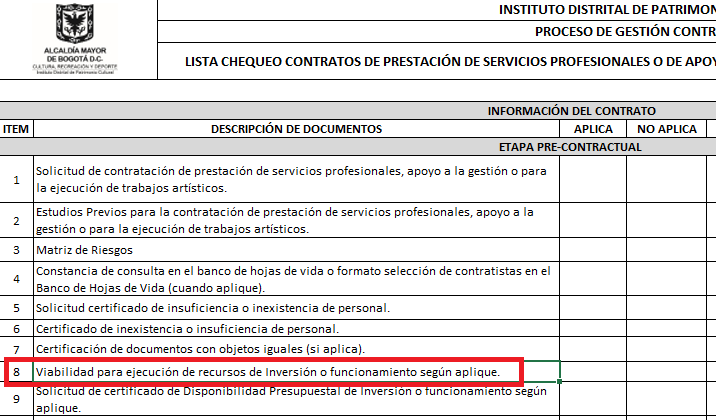 INSTITUTO DISTRITAL DE PATRIMON
PROCESO DE GESTIÓN CONTR
LISTA CHEQUEO CONTRATOS DE PRESTACIÓN DE SERVICIOS PROFESIONALES O DE APOY
ALCALDÍA MAYOR
DE BOGOTÁ D.C.
CULTURA, RECREACIÓN Y DEPORTE
Instituto Distrital de Patrimonio Cultural
INFORMACIÓN DEL CONTRATO
ITEM DESCRIPCIÓN DE DOCUMENTOS APLICA NO APLICA
ETAPA PRE-CONTRACTUAL
1 Solicitud de contratación de prestación de servicios profesionales, apoyo a la gestión o para
la ejecución de trabajos artísticos.
2 Estudios Previos para la contratación de prestación de servicios profesionales, apoyo a la
gestión o para la ejecución de trabajos artísticos.
3 Matriz de Riesgos
4 Constancia de consulta en el banco de hojas de vida o formato selección de contratistas en el
Banco de Hojas de Vida (cuando aplique).
5 Solicitud certificado de insuficiencia o inexistencia de personal.
6 Certificado de inexistencia o insuficiencia de personal.
7 Certificación de documentos con objetos iguales (si aplica).
8 Viabilidad para ejecución de recursos de Inversión o funcionamiento según aplique.
9 Solicitud de certificado de Disponibilidad Presupuestal de Inversión o funcionamiento según
aplique.